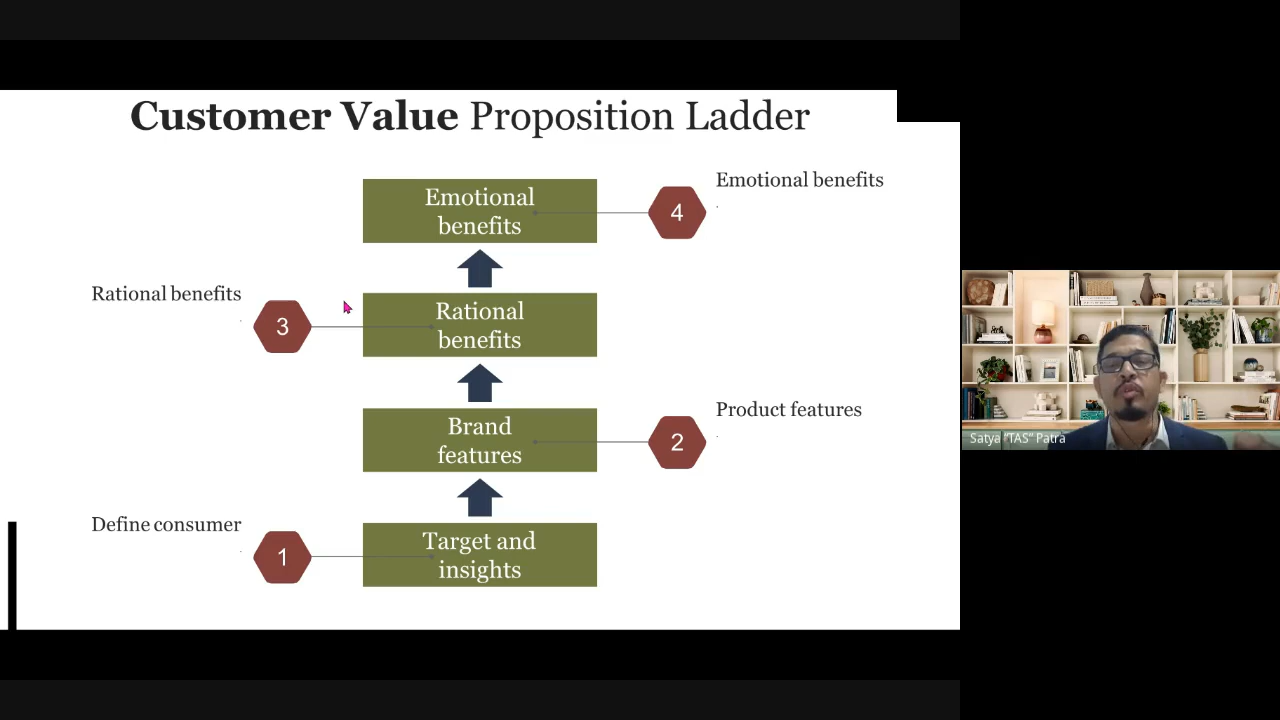 Customer Value Proposition Ladder
Emotional
benefits
4
Emotional benefits
Rational benefits
3
Rational
benefits
Brand
features
2
Product features
Define consumer
1
Target and
insights
Satya "TAS" Patra